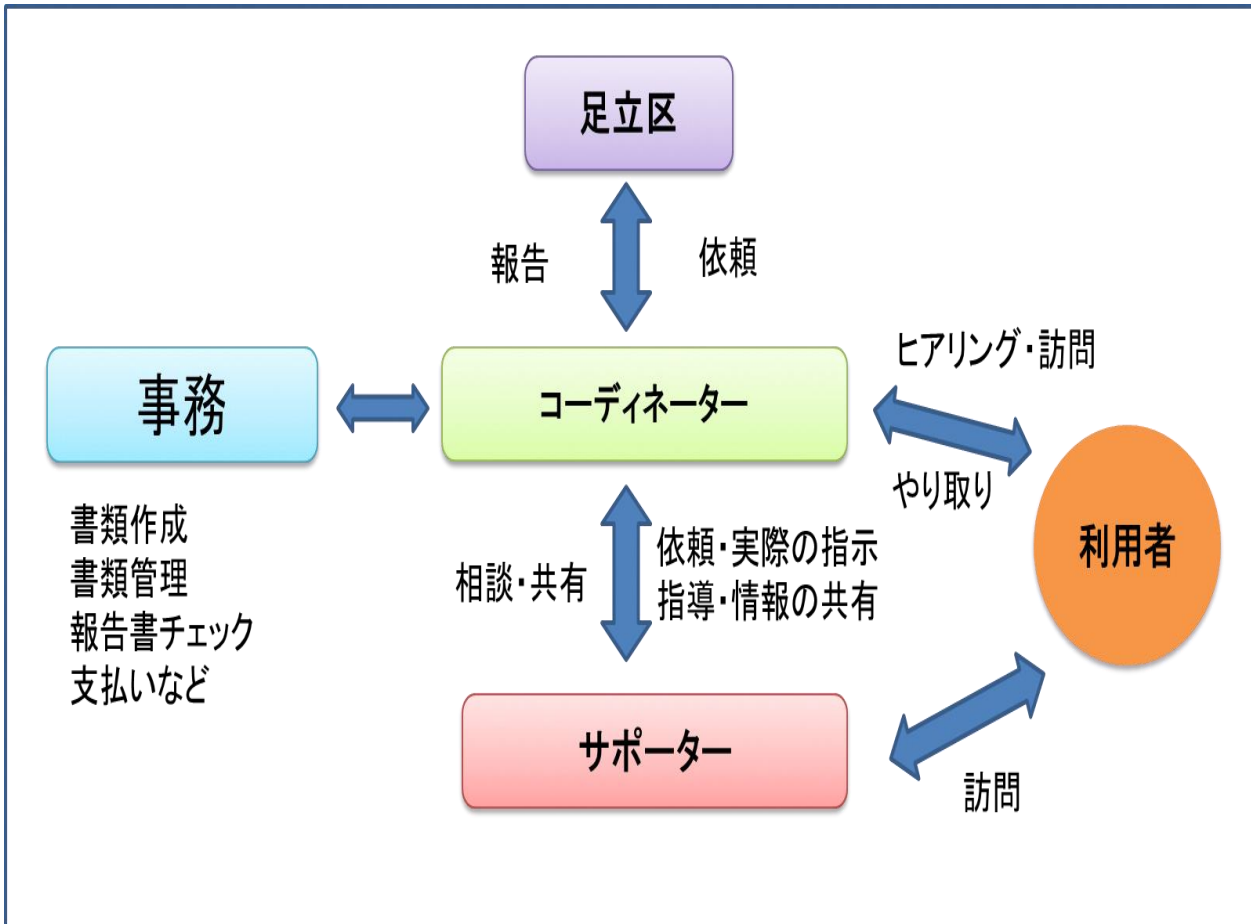 足立区
報告
依頼
事務
コーディネーター
ヒアリング・訪問
やり取り
利用者
書類作成
書類管理
報告書チェック
支払いなど
相談・共有
依頼・実際の指示
指導・情報の共有
サポーター
訪問